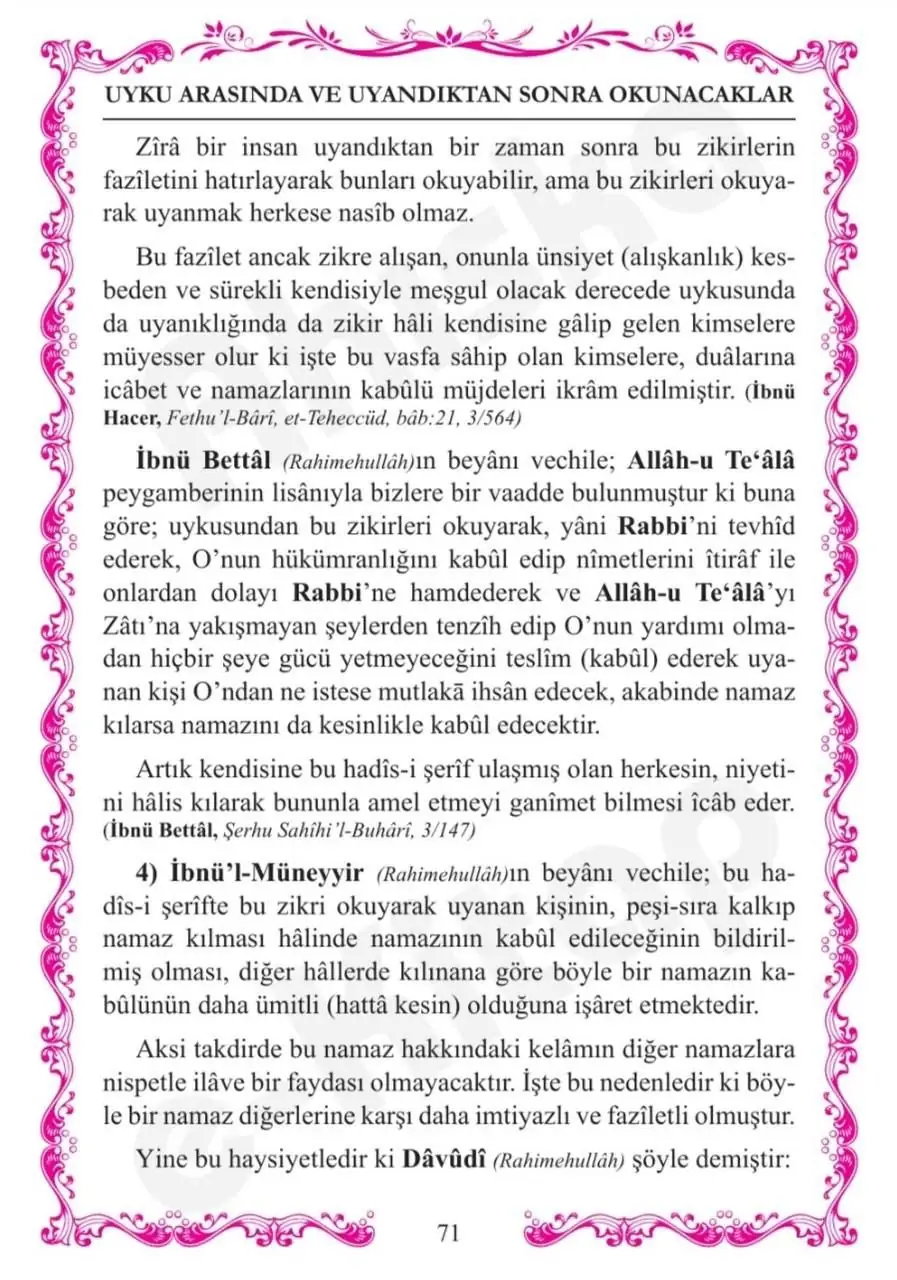 UYKU ARASINDA VE UYANDIKTAN SONRA OKUNACAKLAR
Zîrâ bir insan uyandıktan bir zaman sonra bu zikirlerin
fazîletini hatırlayarak bunları okuyabilir, ama bu zikirleri okuya-
rak uyanmak herkese nasîb olmaz.
Bu fazîlet ancak zikre alışan, onunla ünsiyet (alışkanlık) kes-
beden ve sürekli kendisiyle meşgul olacak derecede uykusunda
da uyanıklığında da zikir hâli kendisine gâlip gelen kimselere
müyesser olur ki işte bu vasfa sâhip olan kimselere, duâlarına
icâbet ve namazlarının kabûlü müjdeleri ikrâm edilmiştir. (İbnü
Hacer, Fethu’l-Bârî, et-Teheccüd, bâb:21, 3/564)
İbnü Bettâl (Rahimehullâh)ın beyânı vechile; Allâh-u Te‘âlâ
peygamberinin lisânıyla bizlere bir vaadde bulunmuştur ki buna
göre; uykusundan bu zikirleri okuyarak, yâni Rabbi’ni tevhîd
ederek, O’nun hükümranlığını kabûl edip nîmetlerini îtirâf ile
onlardan dolayı Rabbi’ne hamdederek ve Allâh-u Te‘âlâ’yı
Zâtı’na yakışmayan şeylerden tenzîh edip O’nun yardımı olma-
dan hiçbir şeye gücü yetmeyeceğini teslîm (kabûl) ederek uya-
nan kişi O’ndan ne istese mutlakā ihsân edecek, akabinde namaz
kılarsa namazını da kesinlikle kabûl edecektir.
Artık kendisine bu hadîs-i şerîf ulaşmış olan herkesin, niyeti-
ni hâlis kılarak bununla amel etmeyi ganîmet bilmesi îcâb eder.
(İbnü Bettâl, Şerhu Sahîhi’l-Buhârî, 3/147)
4) İbnü’l-Müneyyir (Rahimehullâh)ın beyânı vechile; bu ha-
dîs-i şerîfte bu zikri okuyarak uyanan kişinin, peşi-sıra kalkıp
namaz kılması hâlinde namazının kabûl edileceğinin bildiril-
miş olması, diğer hâllerde kılınana göre böyle bir namazın ka-
bûlünün daha ümitli (hattâ kesin) olduğuna işâret etmektedir.
Aksi takdirde bu namaz hakkındaki kelâmın diğer namazlara
nispetle ilâve bir faydası olmayacaktır. İşte bu nedenledir ki böy-
le bir namaz diğerlerine karşı daha imtiyazlı ve fazîletli olmuştur.
Yine bu haysiyetledir ki Dâvûdî (Rahimehullâh) şöyle demiştir:
71